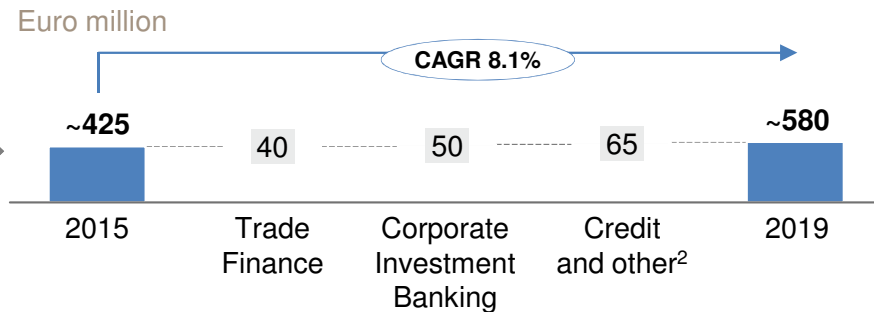 Euro million
CAGR 8.1%
~425
40
50
65
~580
2015
Trade
Finance
Corporate
Investment
Banking
Credit
and other²
2019